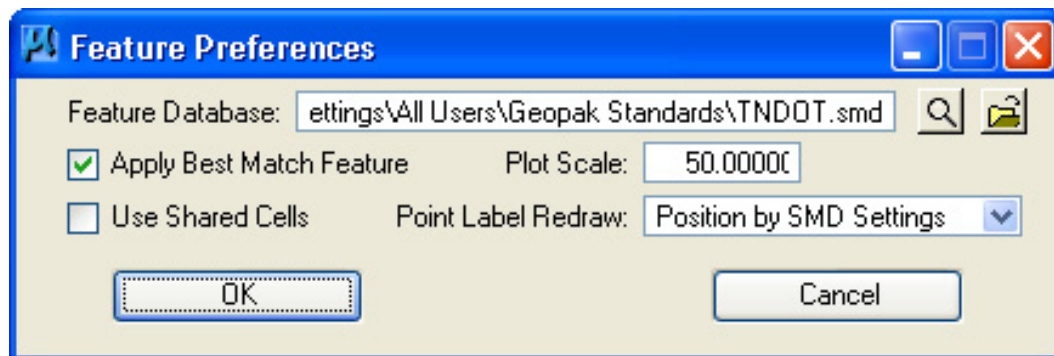 Feature Preferences
Feature Database: ettings\All Users\Geopak Standards\TNDOT.smd
Apply Best Match Feature Plot Scale: 50.00000
Use Shared Cells Point Label Redraw: Position by SMD Settings
OK Cancel